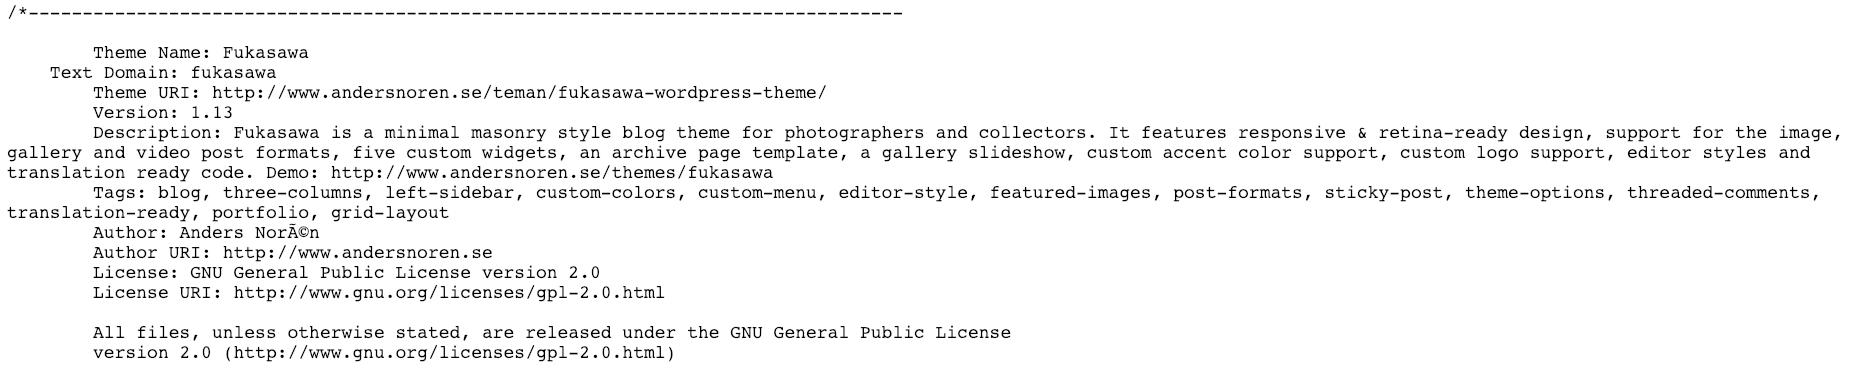 /*---------------------------------------------------------------------------------
Theme Name: Fukasawa
Text Domain: fukasawa
Theme URI: http://www.andersnoren.se/teman/fukasawa-wordpress-theme/
Version: 1.13
Description: Fukasawa is a minimal masonry style blog theme for photographers and collectors. It features responsive & retina-ready design, support for the image,
gallery and video post formats, five custom widgets, an archive page template, a gallery slideshow, custom accent color support, custom logo support, editor styles and
translation ready code. Demo: http://www.andersnoren.se/themes/fukasawa
Tags: blog, three-columns, left-sidebar, custom-colors, custom-menu, editor-style, featured-images, post-formats, sticky-post, theme-options, threaded-comments,
translation-ready, portfolio, grid-layout
Author: Anders NorÃ©n
Author URI: http://www.andersnoren.se
License: GNU General Public License version 2.0
License URI: http://www.gnu.org/licenses/gpl-2.0.html
All files, unless otherwise stated, are released under the GNU General Public License
version 2.0 (http://www.gnu.org/licenses/gpl-2.0.html)